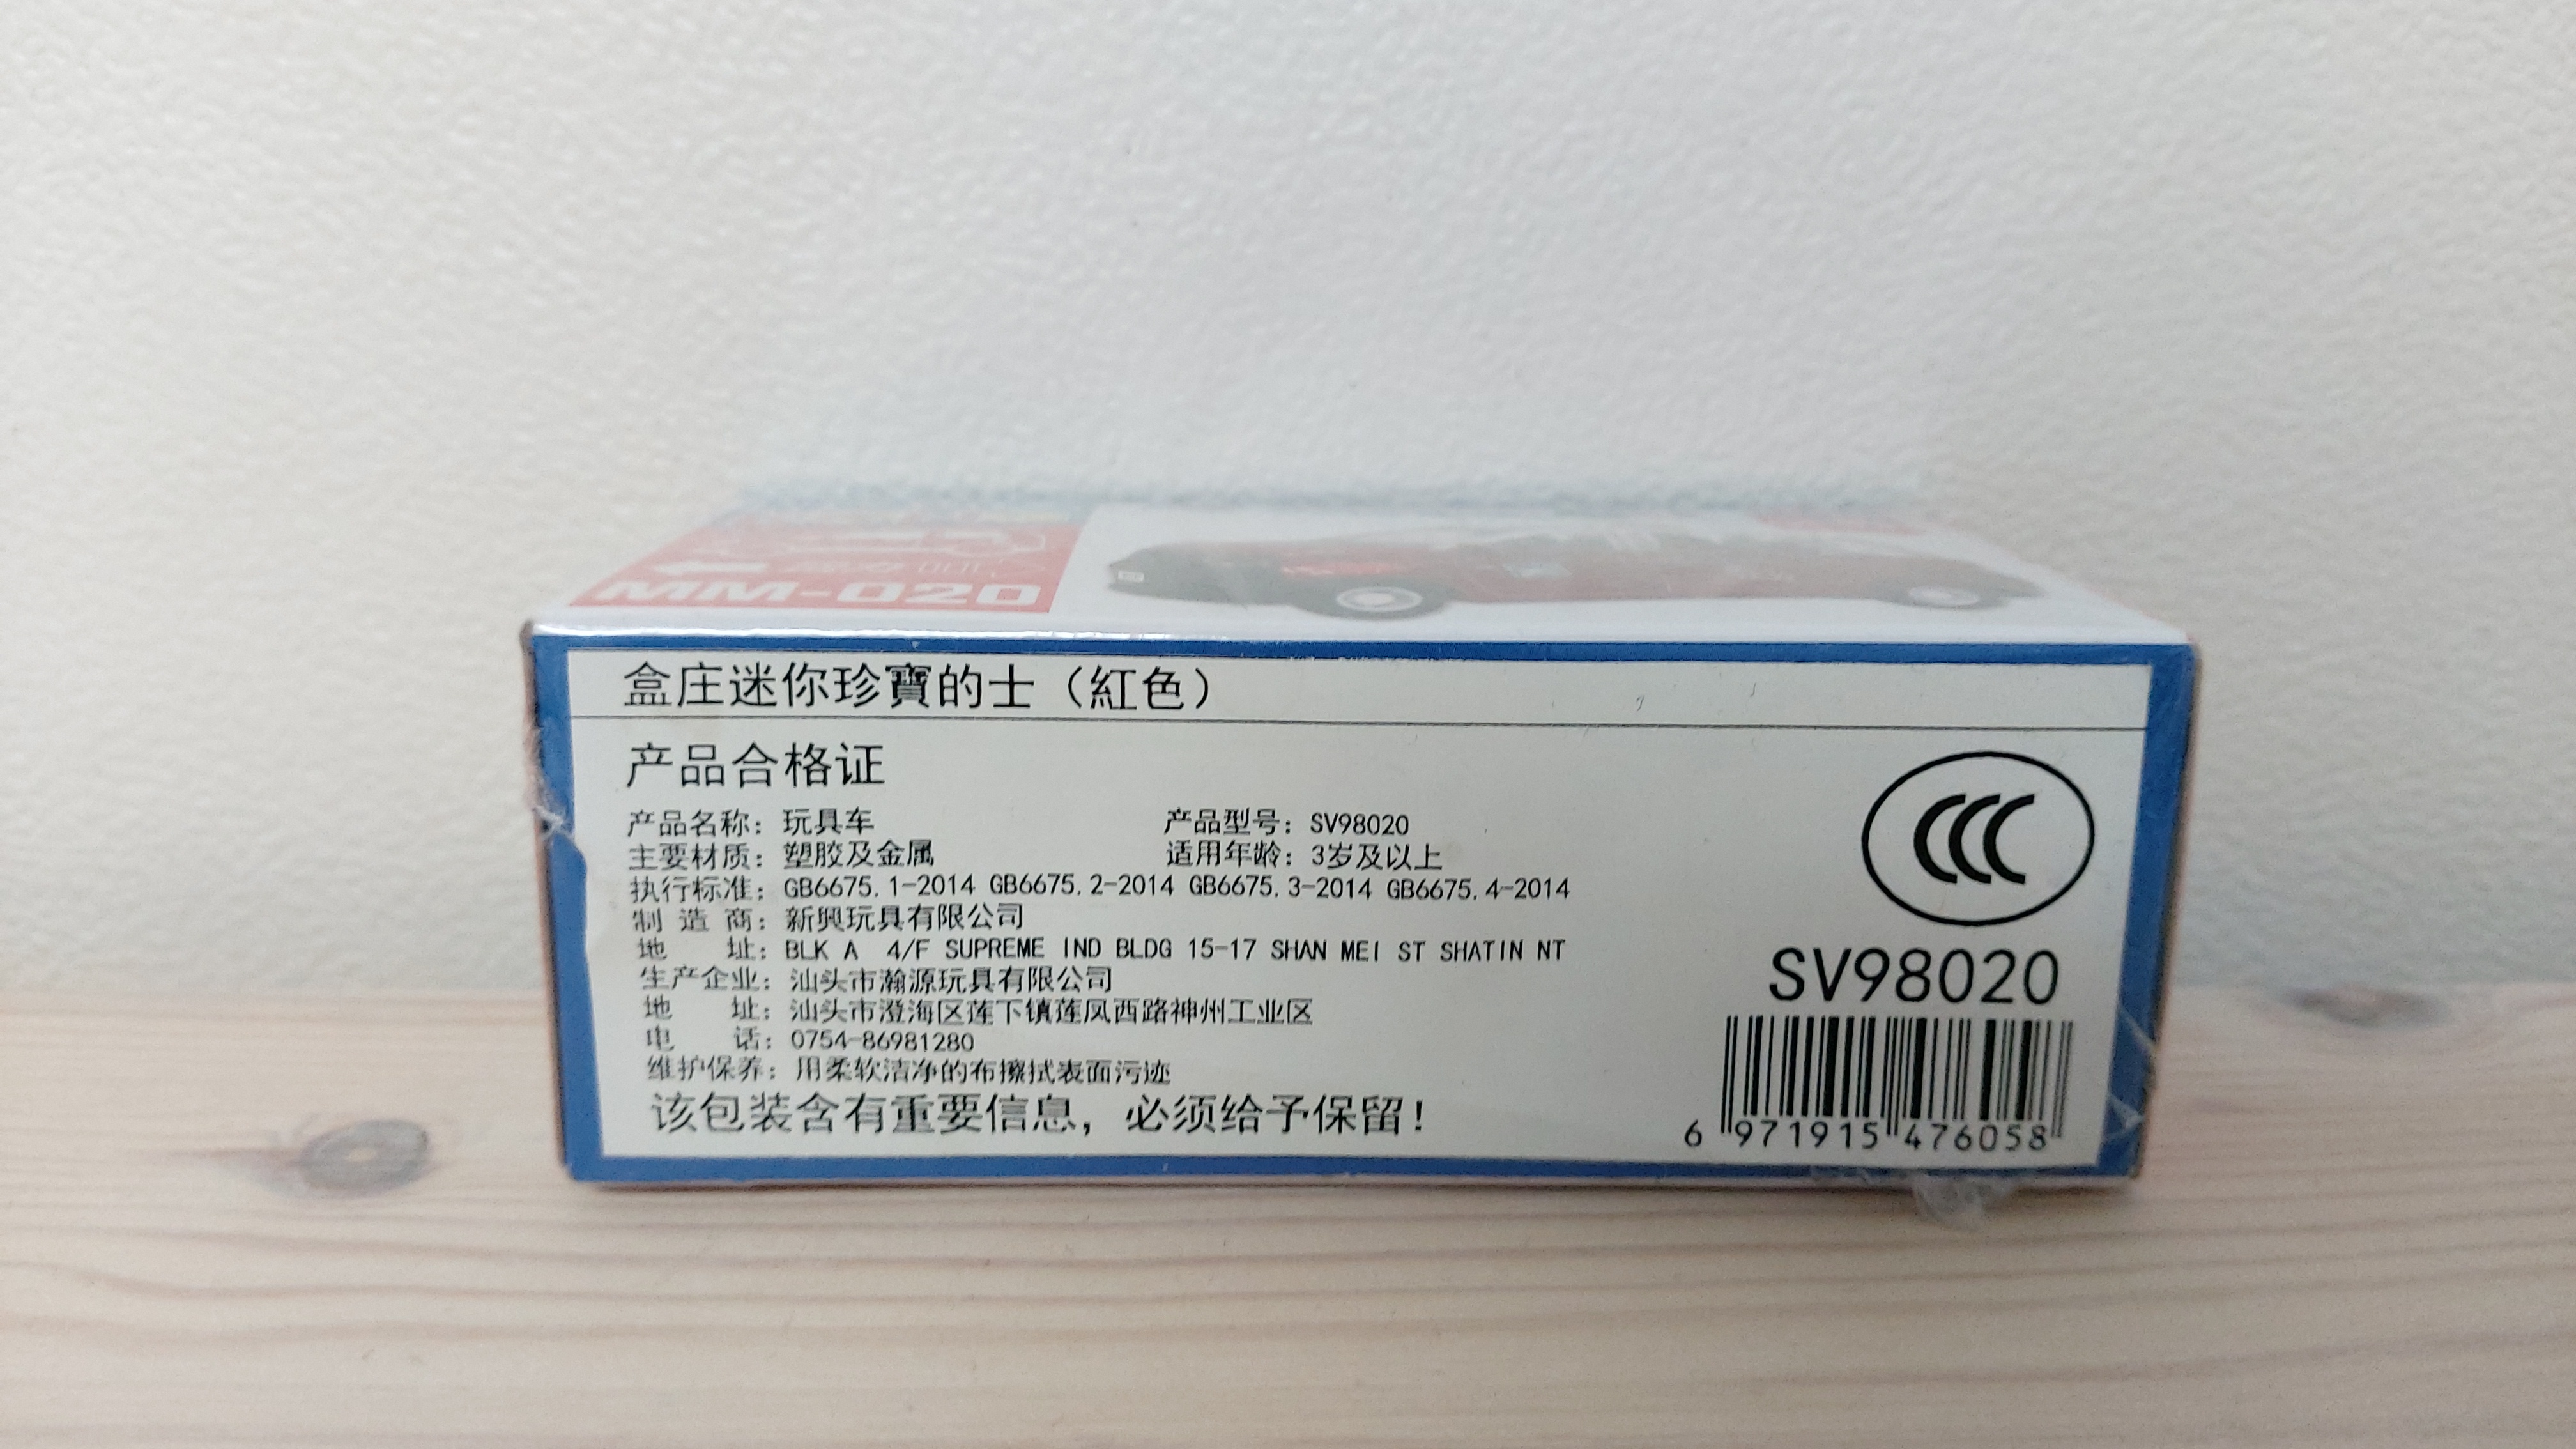 MM-020
盒庄迷你珍寶的士（紅色）
产品合格证
产品名称：玩具车 产品型号：SV98020
主要材质：塑胶及金属 适用年龄：3岁及以上
执行标准：GB6675.1-2014 GB6675.2-2014 GB6675.3-2014 GB6675.4-2014
制 造 商：新興玩具有限公司
地 址：BLK A 4/F SUPREME IND BLDG 15-17 SHAN MEI ST SHATIN NT
生产企业：汕头市瀚源玩具有限公司
地 址：汕头市澄海区莲下镇莲凤西路神州工业区
电 话：0754-86981280
维护保养：用柔软洁净的布擦拭表面污迹
该包装含有重要信息，必须给予保留！
CCC
SV98020
6 971915 476058